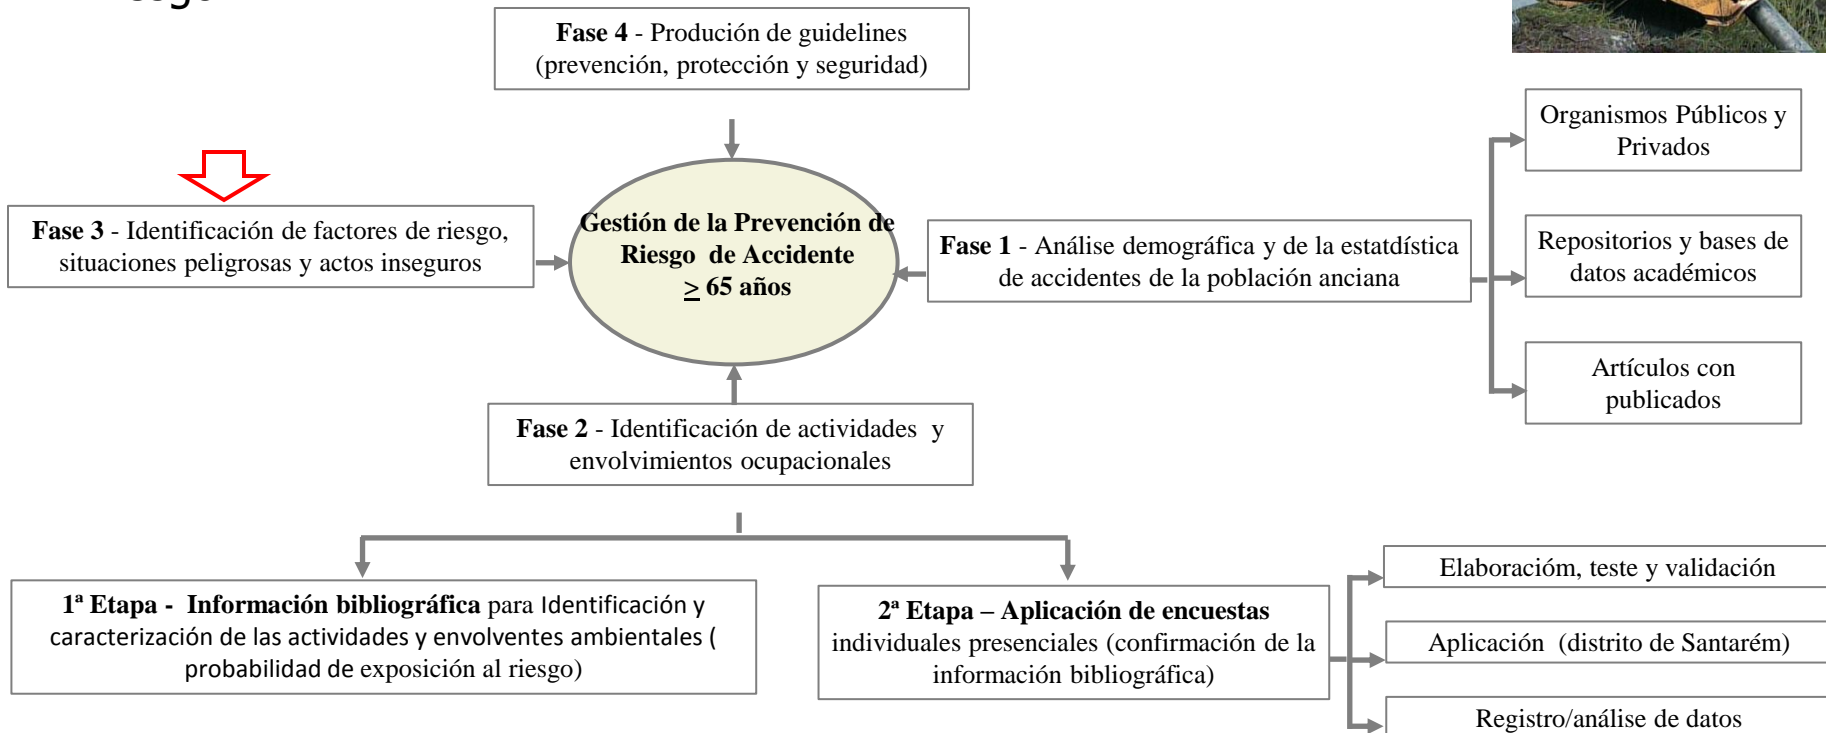 Fase 4 - Produción de guidelines
(prevención, protección y seguridad)
Organismos Públicos y
Privados
Fase 3 - Identificación de factores de riesgo,
situaciones peligrosas y actos inseguros
Gestión de la Prevención de
Riesgo de Accidente
≥ 65 años
Fase 1 - Análise demográfica y de la estatdística
de accidentes de la población anciana
Repositorios y bases de
datos académicos
Artículos con
publicados
Fase 2 - Identificación de actividades y
envolvimientos ocupacionales
1ª Etapa - Información bibliográfica para Identificación y
caracterización de las actividades y envolventes ambientales (
probabilidad de exposición al riesgo)
2ª Etapa – Aplicación de encuestas
individuales presenciales (confirmación de la
información bibliográfica)
Elaboracióm, teste y validación
Aplicación (distrito de Santarém)
Registro/análise de datos